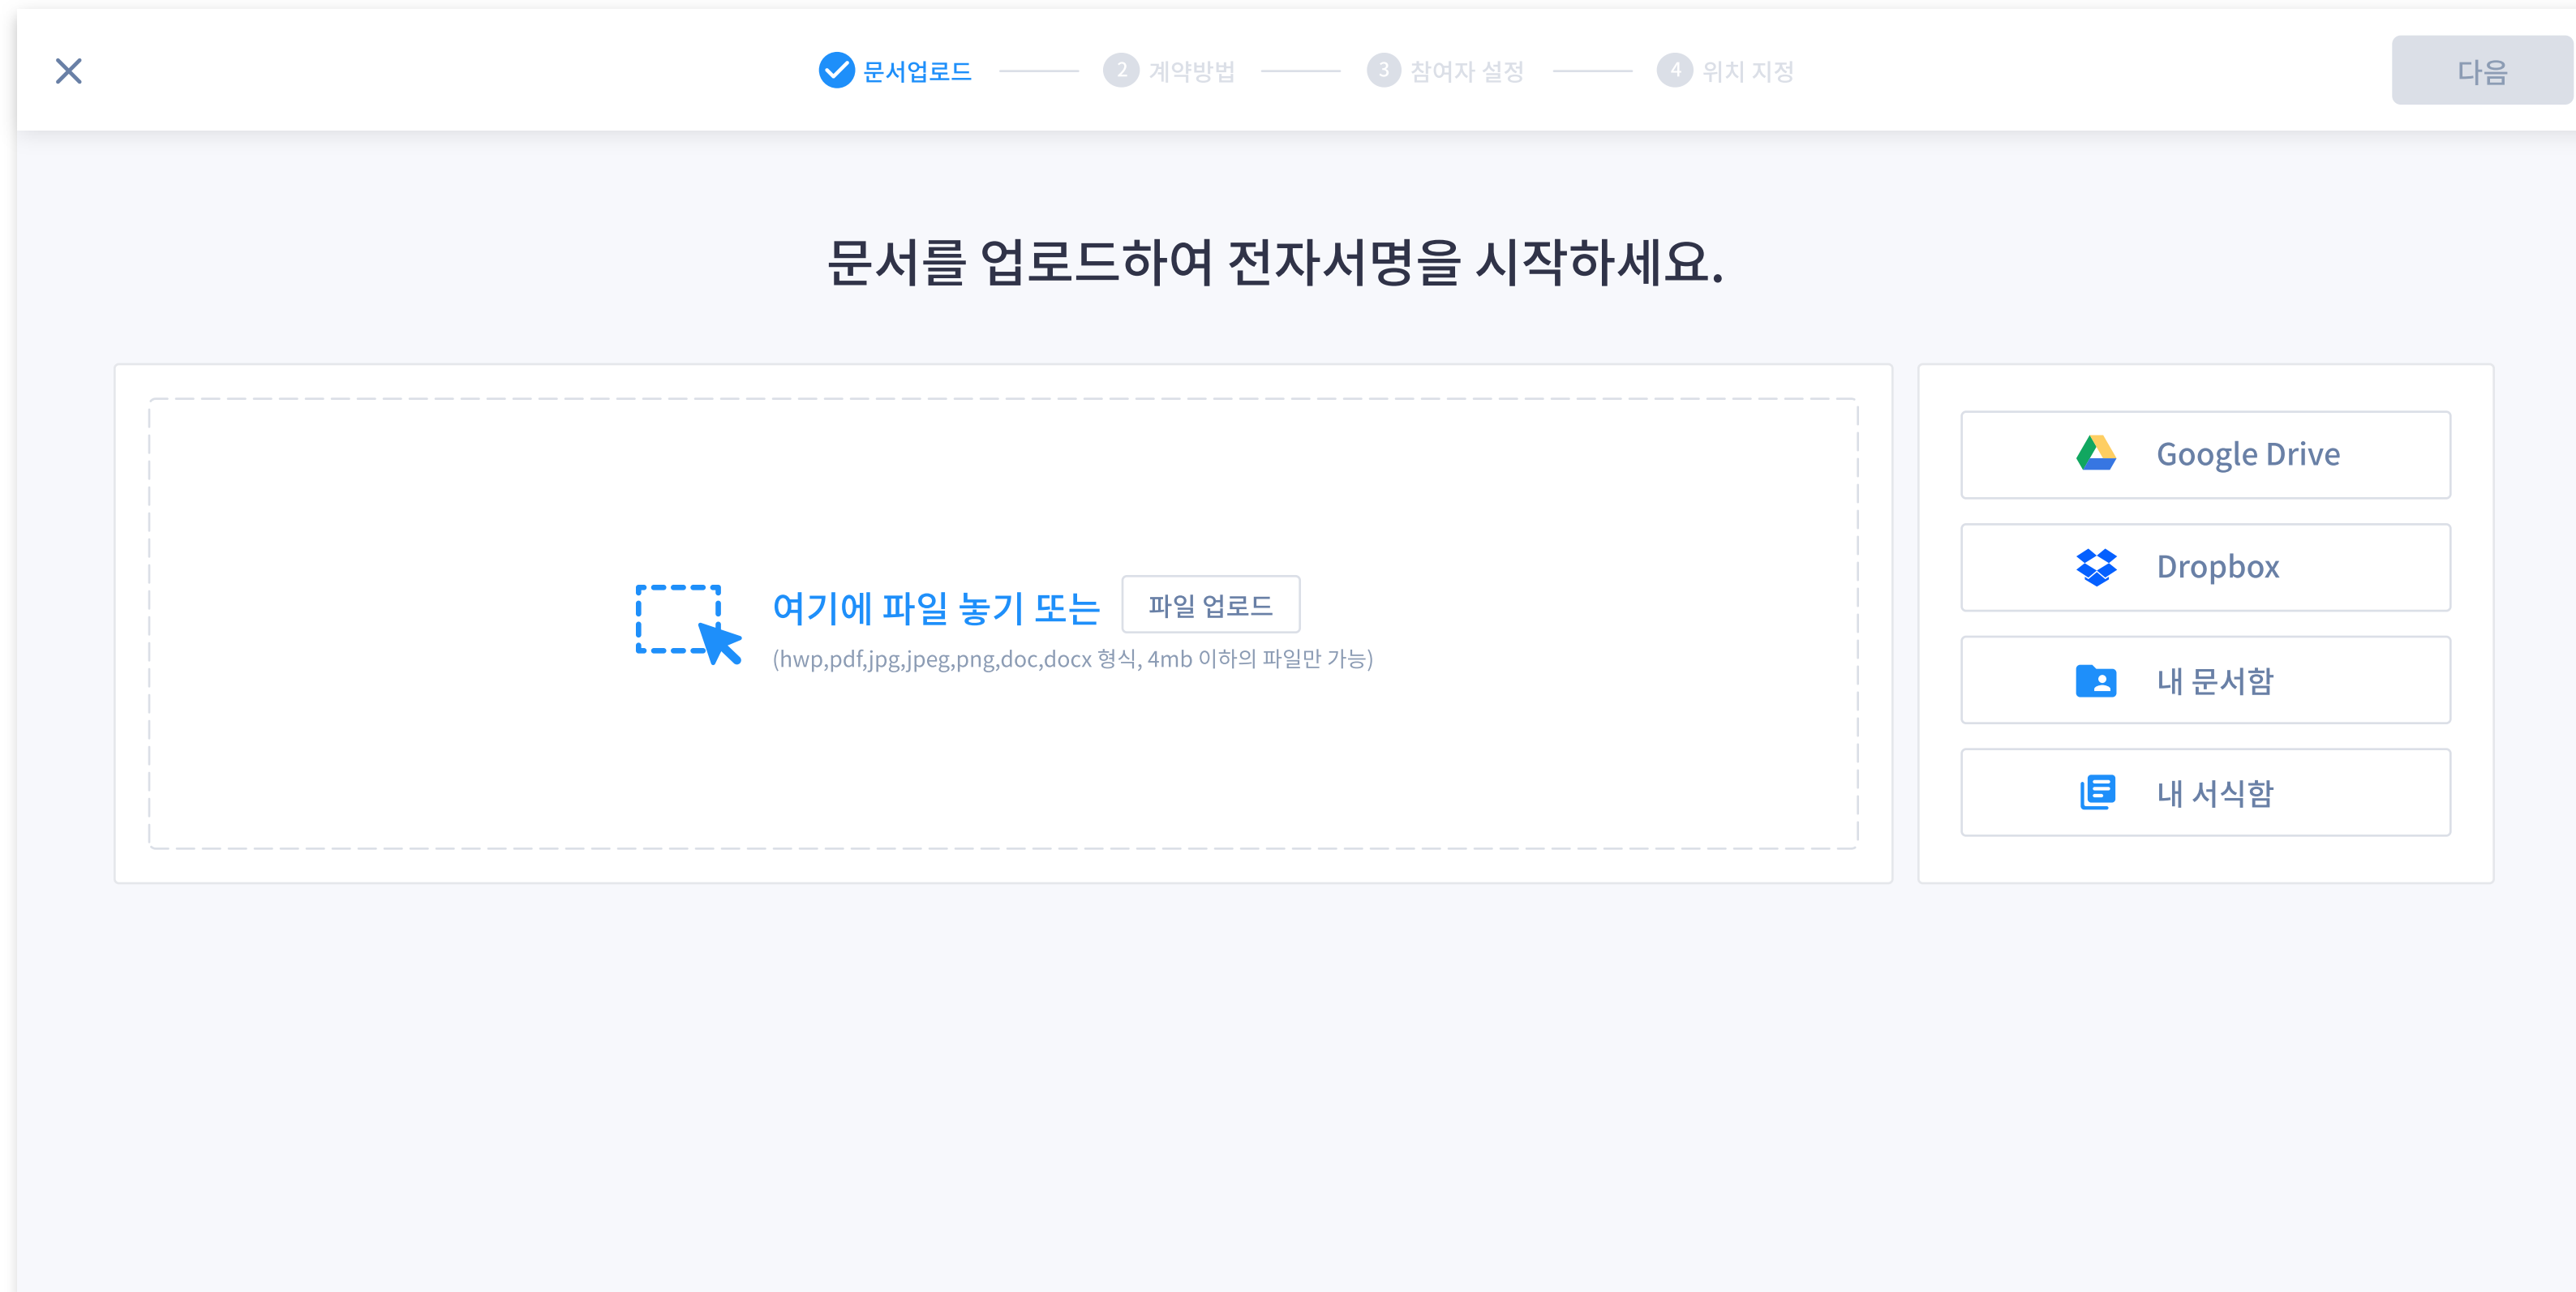 문서업로드
2 계약방법
3 참여자 설정
4 위치 지정
다음
문서를 업로드하여 전자서명을 시작하세요.
여기에 파일 놓기 또는 파일 업로드
(hwp,pdf,jpg,jpeg,png,doc,docx 형식, 4mb 이하의 파일만 가능)
Google Drive
Dropbox
내 문서함
내 서식함